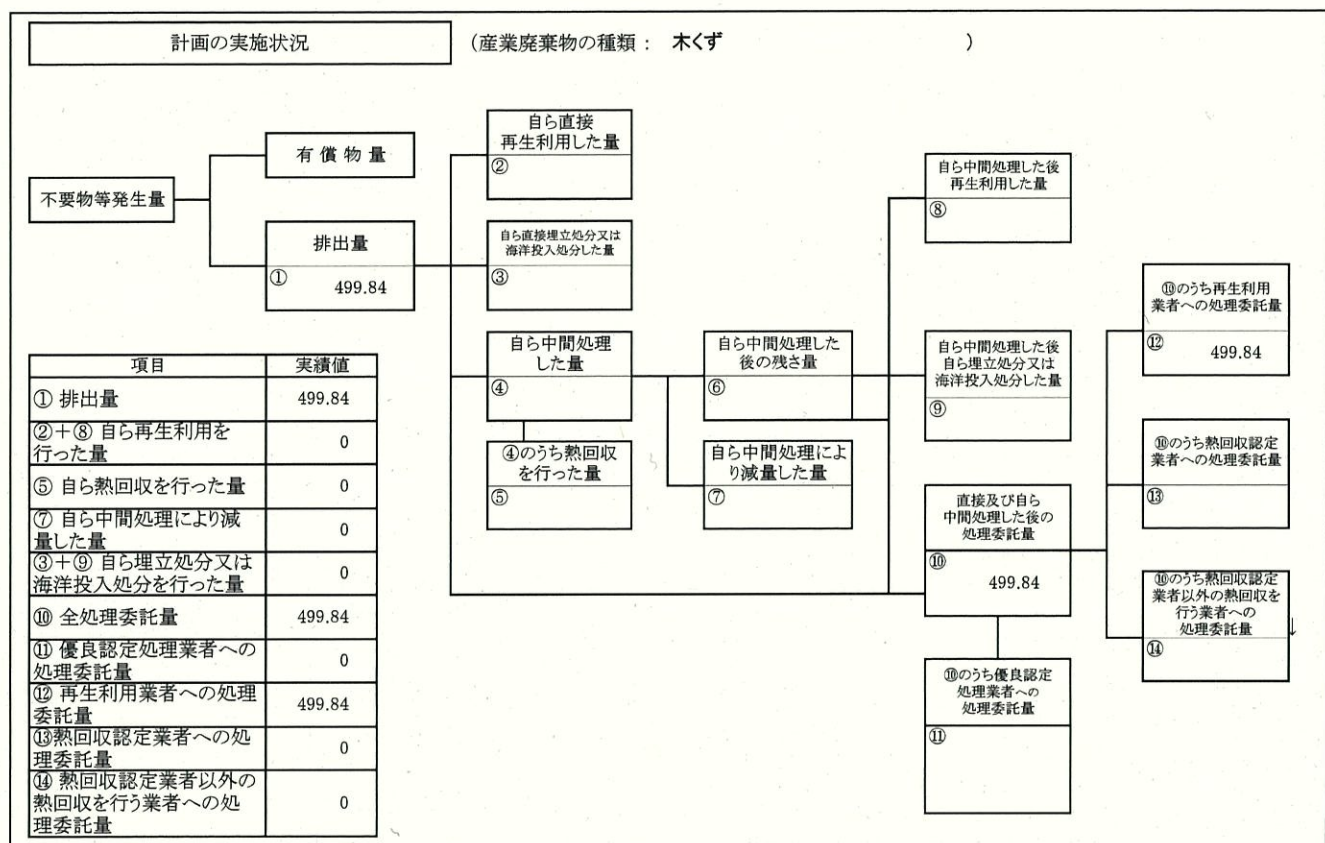 計画の実施状況
(産業廃棄物の種類： 木くず )
不要物等発生量
有償物量
排出量
① 499.84
自ら直接
再生利用した量
②
自ら直接埋立処分又は
海洋投入処分した量
③
自ら中間処理
した量
④
④のうち熱回収
を行った量
⑤
自ら中間処理した
後の残さ量
⑥
自ら中間処理によ
り減量した量
⑦
自ら中間処理した後
再生利用した量
⑧
自ら中間処理した後
自ら埋立処分又は
海洋投入処分した量
⑨
直接及び自ら
中間処理した後の
処理委託量
⑩
499.84
⑩のうち優良認定
処理業者への
処理委託量
⑪
⑩のうち再生利用
業者への処理委託量
⑫ 499.84
⑩のうち熱回収認定
業者への処理委託量
⑬
⑩のうち熱回収認定
業者以外の熱回収を
行う業者への
処理委託量
↓
⑭
項目 実績値
① 排出量 499.84
②＋⑧ 自ら再生利用を
行った量 0
⑤ 自ら熱回収を行った量 0
⑦ 自ら中間処理により減
量した量 0
③＋⑨ 自ら埋立処分又は
海洋投入処分を行った量 0
⑩ 全処理委託量 499.84
⑪ 優良認定処理業者への
処理委託量 0
⑫ 再生利用業者への処理
委託量 499.84
⑬熱回収認定業者への処
理委託量 0
⑭ 熱回収認定業者以外の
熱回収を行う業者への処
理委託量 0